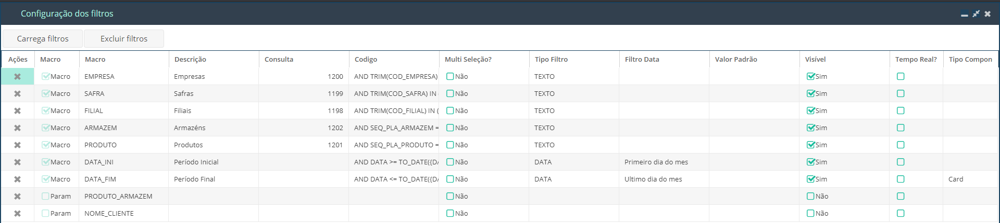 Configuração dos filtros
Carrega filtros Excluir filtros
Ações Macro Macro Descrição Consulta Codigo Multi Seleção? Tipo Filtro Filtro Data Valor Padrão Visível Tempo Real? Tipo Compon
Macro EMPRESA Empresas 1200 AND TRIM(COD_EMPRESA) Não TEXTO Sim
Macro SAFRA Safras 1199 AND TRIM(COD_SAFRA) IN Não TEXTO Sim
Macro FILIAL Filiais 1198 AND TRIM(COD_FILIAL) IN ( Não TEXTO Sim
Macro ARMAZEM Armazéns 1202 AND SEQ_PLA_ARMAZEM = Não TEXTO Sim
Macro PRODUTO Produtos 1201 AND SEQ_PLA_PRODUTO = Não TEXTO Sim
Macro DATA_INI Período Inicial AND DATA >= TO_DATE({DA Não DATA Primeiro dia do mes Sim
Macro DATA_FIM Período Final AND DATA <= TO_DATE({DA Não DATA Ultimo dia do mes Sim Card
Param PRODUTO_ARMAZEM Não Não
Param NOME_CLIENTE Não Não